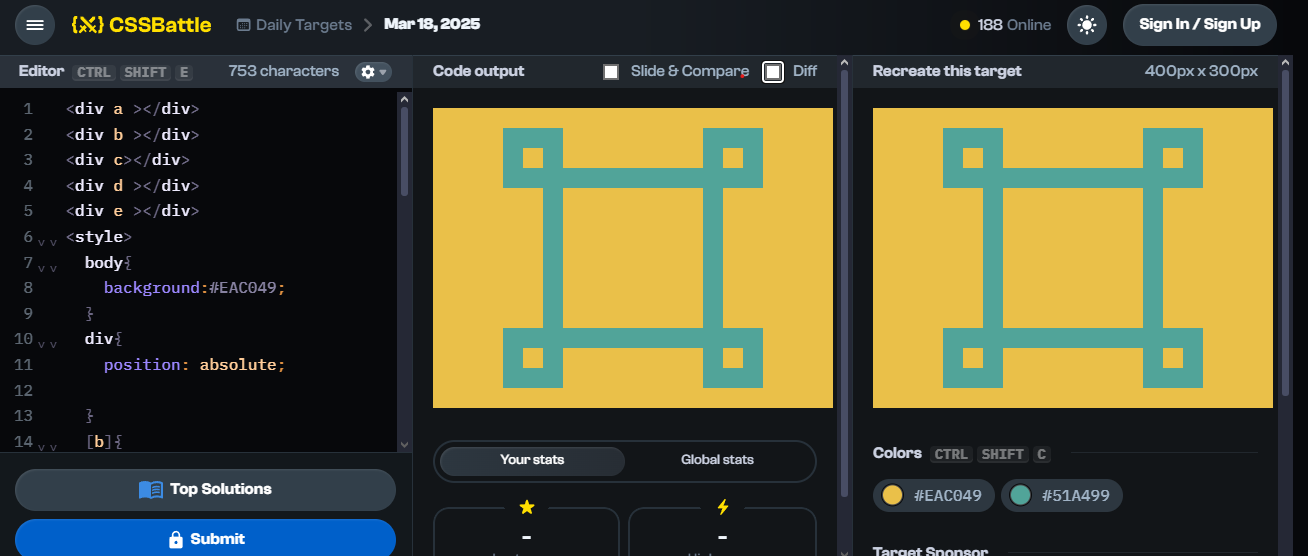 CSSBattle
Daily Targets
Mar 18, 2025
188 Online
Sign In / Sign Up
Editor CTRL SHIFT E 753 characters
Code output Slide & Compare Diff
Recreate this target 400px x 300px
1 <div a ></div>
2 <div b ></div>
3 <div c></div>
4 <div d ></div>
5 <div e ></div>
6 <style>
7 body{
8 background:#EAC049;
9 }
10 div{
11 position: absolute;
12
13 }
14 [b]{
Top Solutions
Submit
Your stats Global stats
-
-
Colors CTRL SHIFT C
#EAC049 #51A499
Target Sponsor